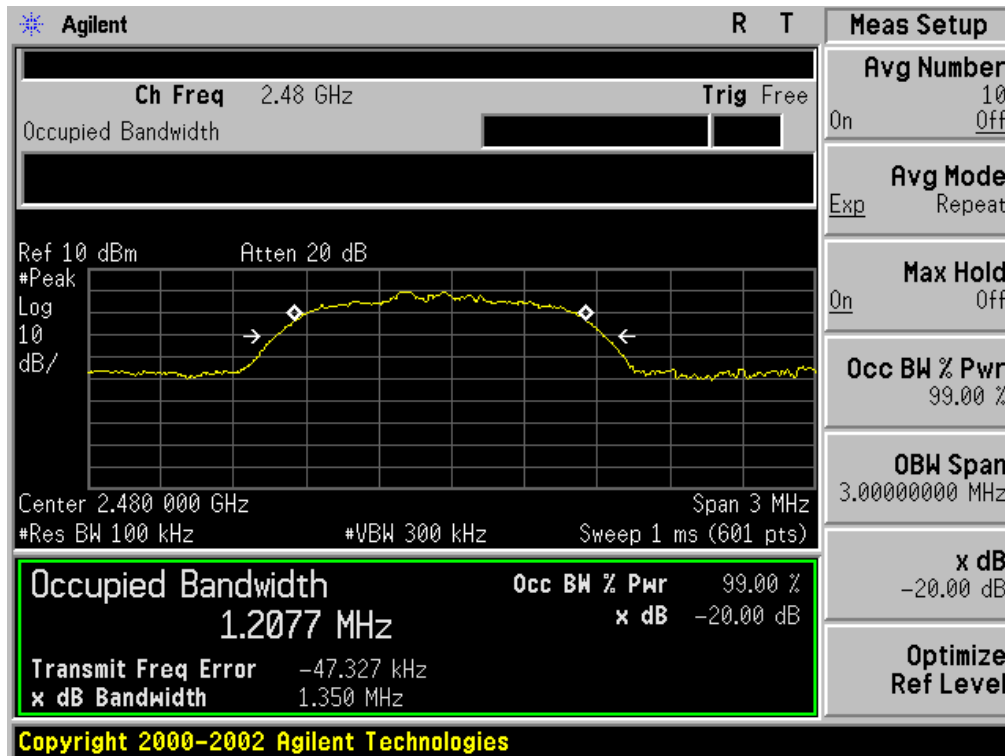 Agilent R T Meas Setup
Ch Freq 2.48 GHz Trig Free
Occupied Bandwidth
Avg Number
10
On Off
Avg Mode
Exp Repeat
Max Hold
On Off
Occ BW % Pwr
99.00 %
OBW Span
3.00000000 MHz
x dB
-20.00 dB
Optimize
Ref Level
Ref 10 dBm Atten 20 dB
#Peak
Log
10
dB/
Center 2.480 000 GHz Span 3 MHz
#Res BW 100 kHz #VBW 300 kHz Sweep 1 ms (601 pts)
Occupied Bandwidth Occ BW % Pwr 99.00 %
1.2077 MHz x dB -20.00 dB
Transmit Freq Error -47.327 kHz
x dB Bandwidth 1.350 MHz
Copyright 2000-2002 Agilent Technologies